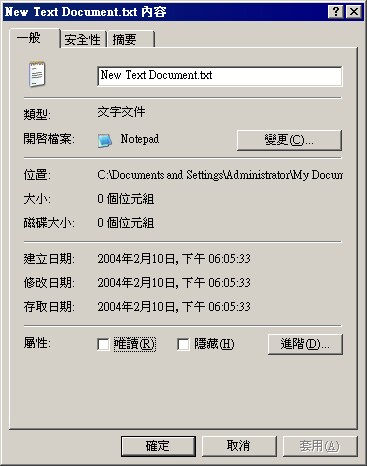 New Text Document.txt 內容
一般 安全性 摘要
New Text Document.txt
類型: 文字文件
開啓檔案: Notepad 變更(C)...
位置: C:\Documents and Settings\Administrator\My Docum
大小: 0 個位元組
磁碟大小: 0 個位元組
建立日期: 2004年2月10日, 下午 06:05:33
修改日期: 2004年2月10日, 下午 06:05:33
存取日期: 2004年2月10日, 下午 06:05:33
屬性: 唯讀(R) 隱藏(H) 進階(D)...
確定 取消 套用(A)